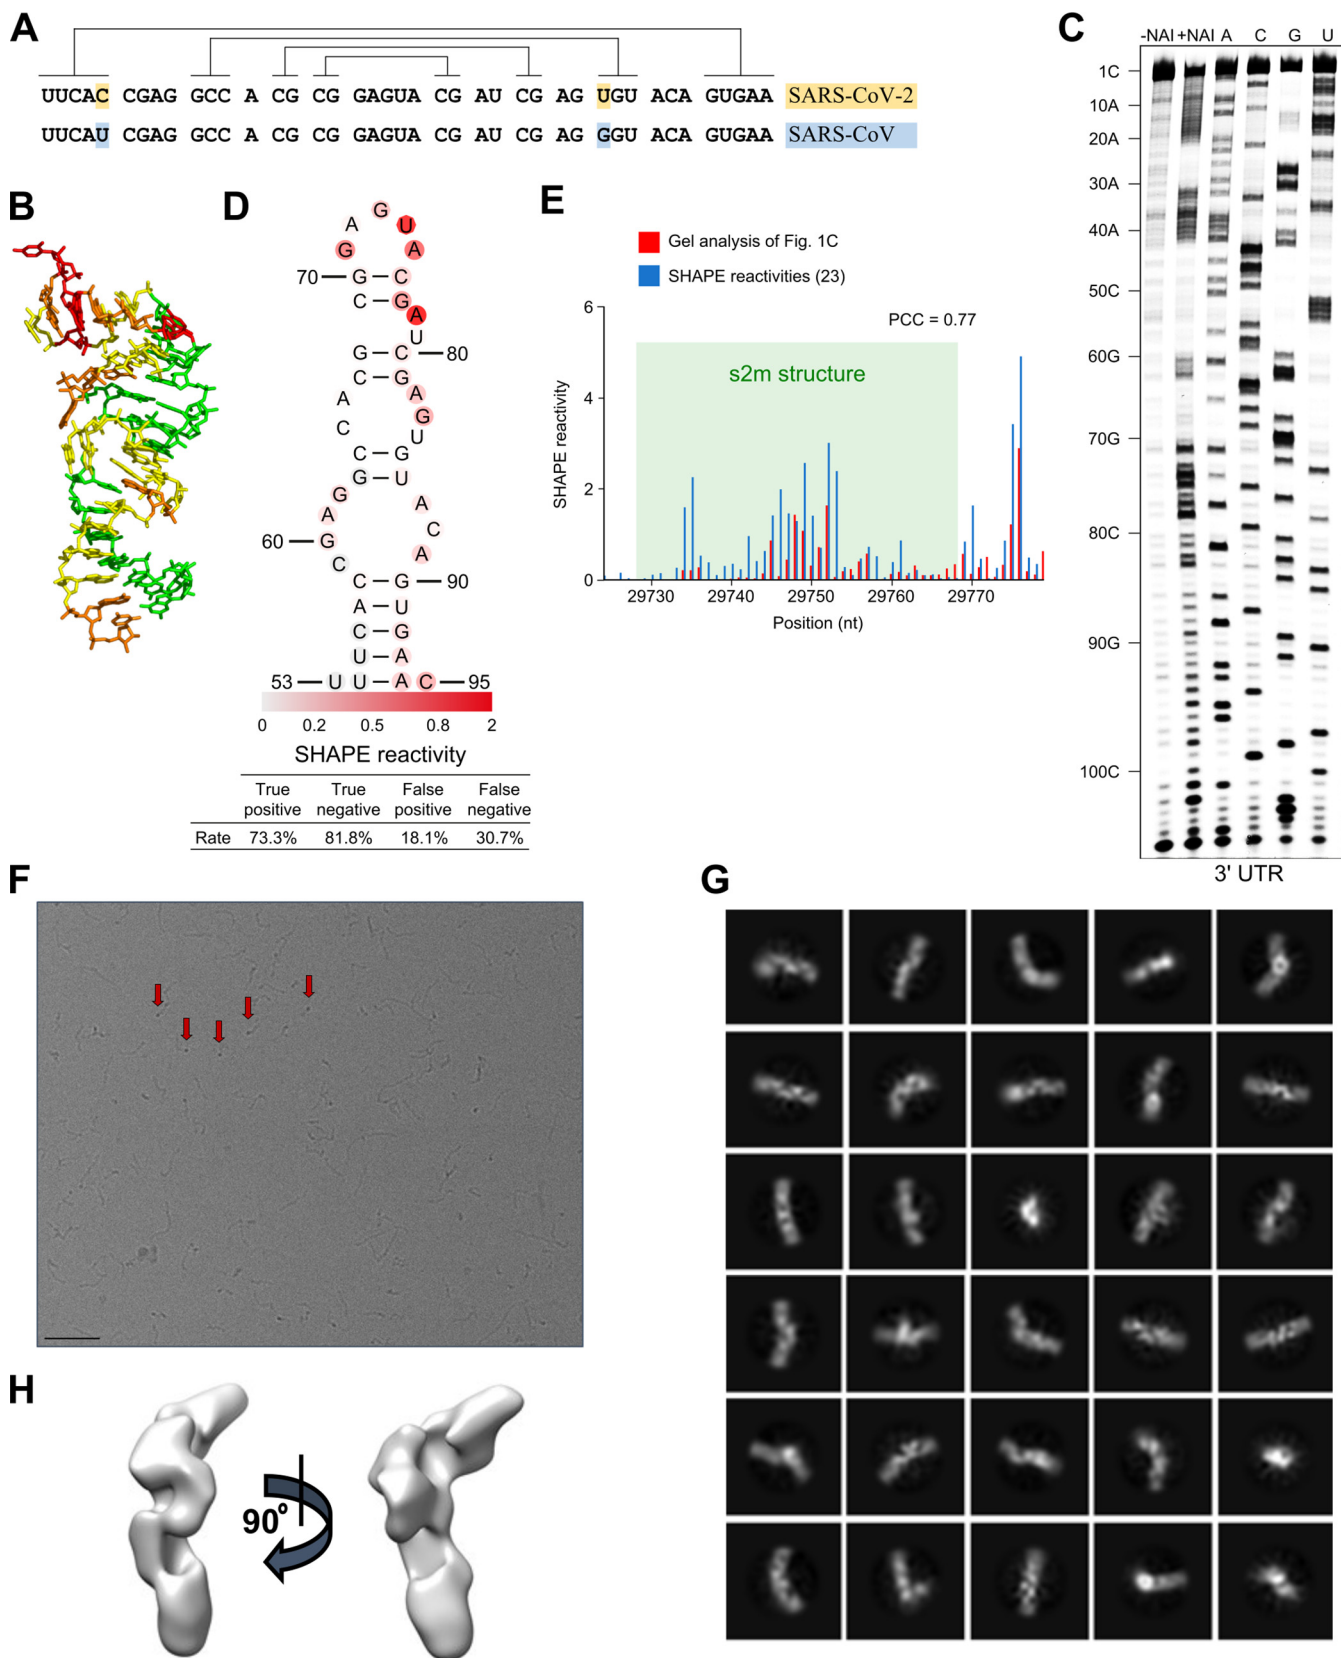 A
UUCAC CGAG GCC A CG CG GAGUA CG AU CG AG UGU ACA GUGAA SARS-CoV-2
UUCAU CGAG GCC A CG CG GAGUA CG AU CG AG GGU ACA GUGAA SARS-CoV
B
C
-NAI +NAI A C G U
1C
10A
20A
30A
40A
50C
60G
70G
80C
90G
100C
3' UTR
D
G
A U
G A
70 G C
C G A
U
G C 80
C G
A A
C G
C U
G G
G U
G A
A C
60 G A
C
C G 90
A U
C G
U A
53 U U A C 95
0 0.2 0.5 0.8 2
SHAPE reactivity
True positive True negative False positive False negative
Rate 73.3% 81.8% 18.1% 30.7%
E
Gel analysis of Fig. 1C
SHAPE reactivities (23)
PCC = 0.77
s2m structure
SHAPE reactivity
6
4
2
0
29730 29740 29750 29760 29770
Position (nt)
F
G
H
90°